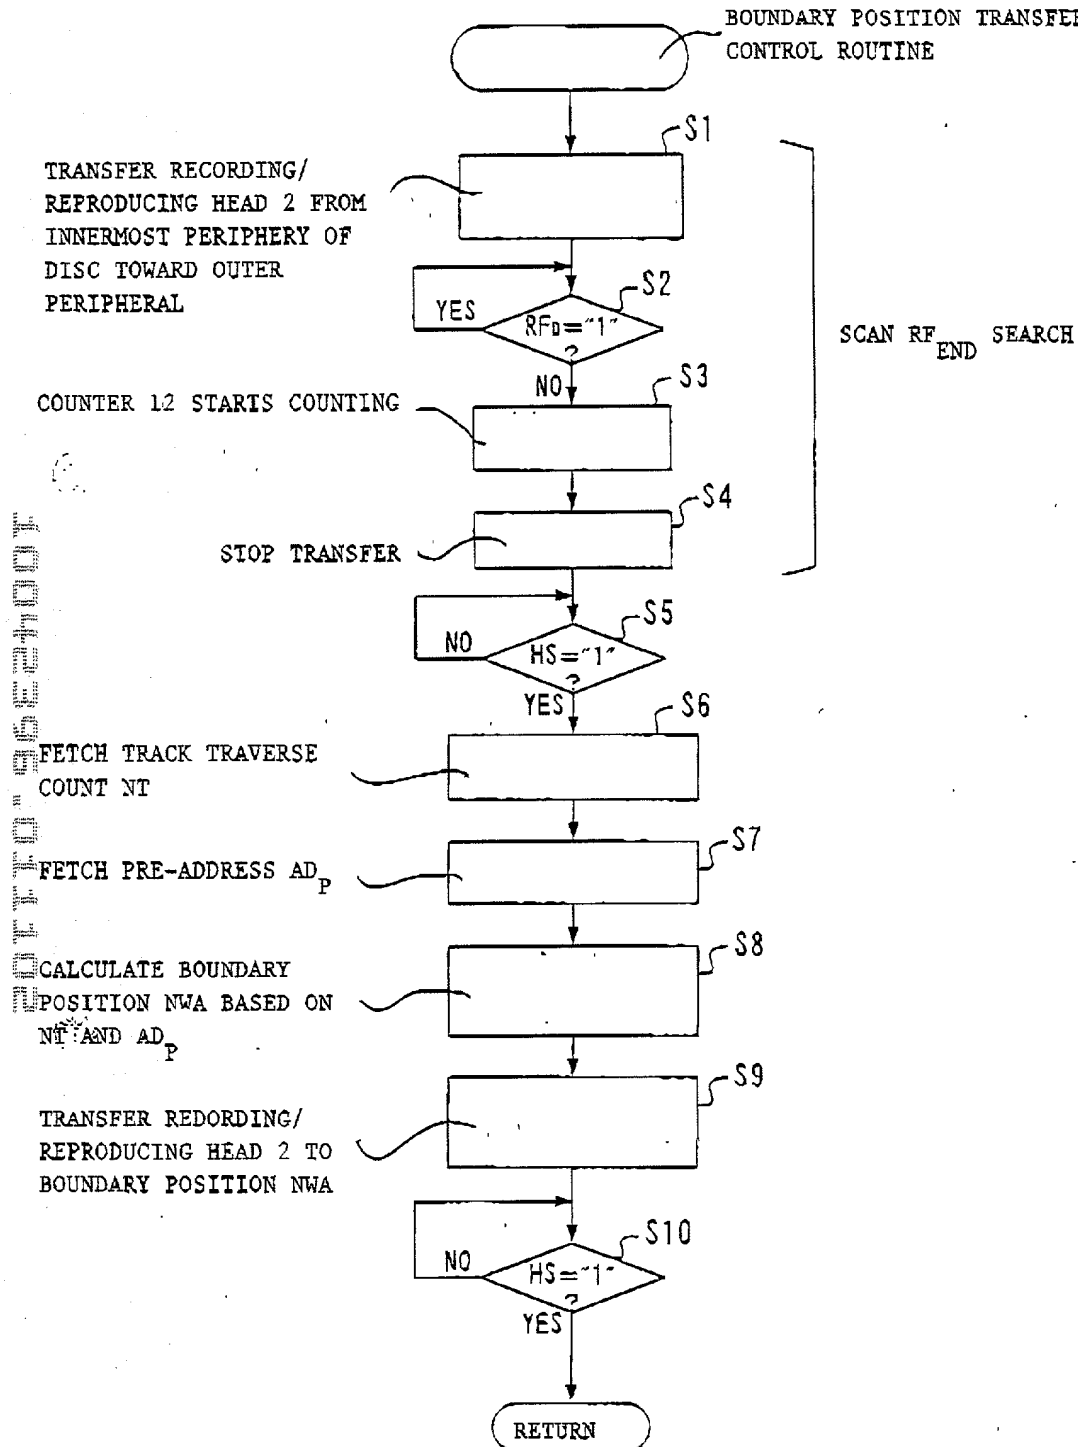 BOUNDARY POSITION TRANSFER
CONTROL ROUTINE
S1
TRANSFER RECORDING/
REPRODUCING HEAD 2 FROM
INNERMOST PERIPHERY OF
DISC TOWARD OUTER
PERIPHERAL
S2
YES
RFD="1"
?
NO
SCAN RF END SEARCH
S3
COUNTER 12 STARTS COUNTING
S4
STOP TRANSFER
S5
NO
HS="1"
?
YES
S6
FETCH TRACK TRAVERSE
COUNT NT
S7
FETCH PRE-ADDRESS ADP
S8
CALCULATE BOUNDARY
POSITION NWA BASED ON
NT AND ADP
S9
TRANSFER REDORDING/
REPRODUCING HEAD 2 TO
BOUNDARY POSITION NWA
S10
NO
HS="1"
?
YES
RETURN